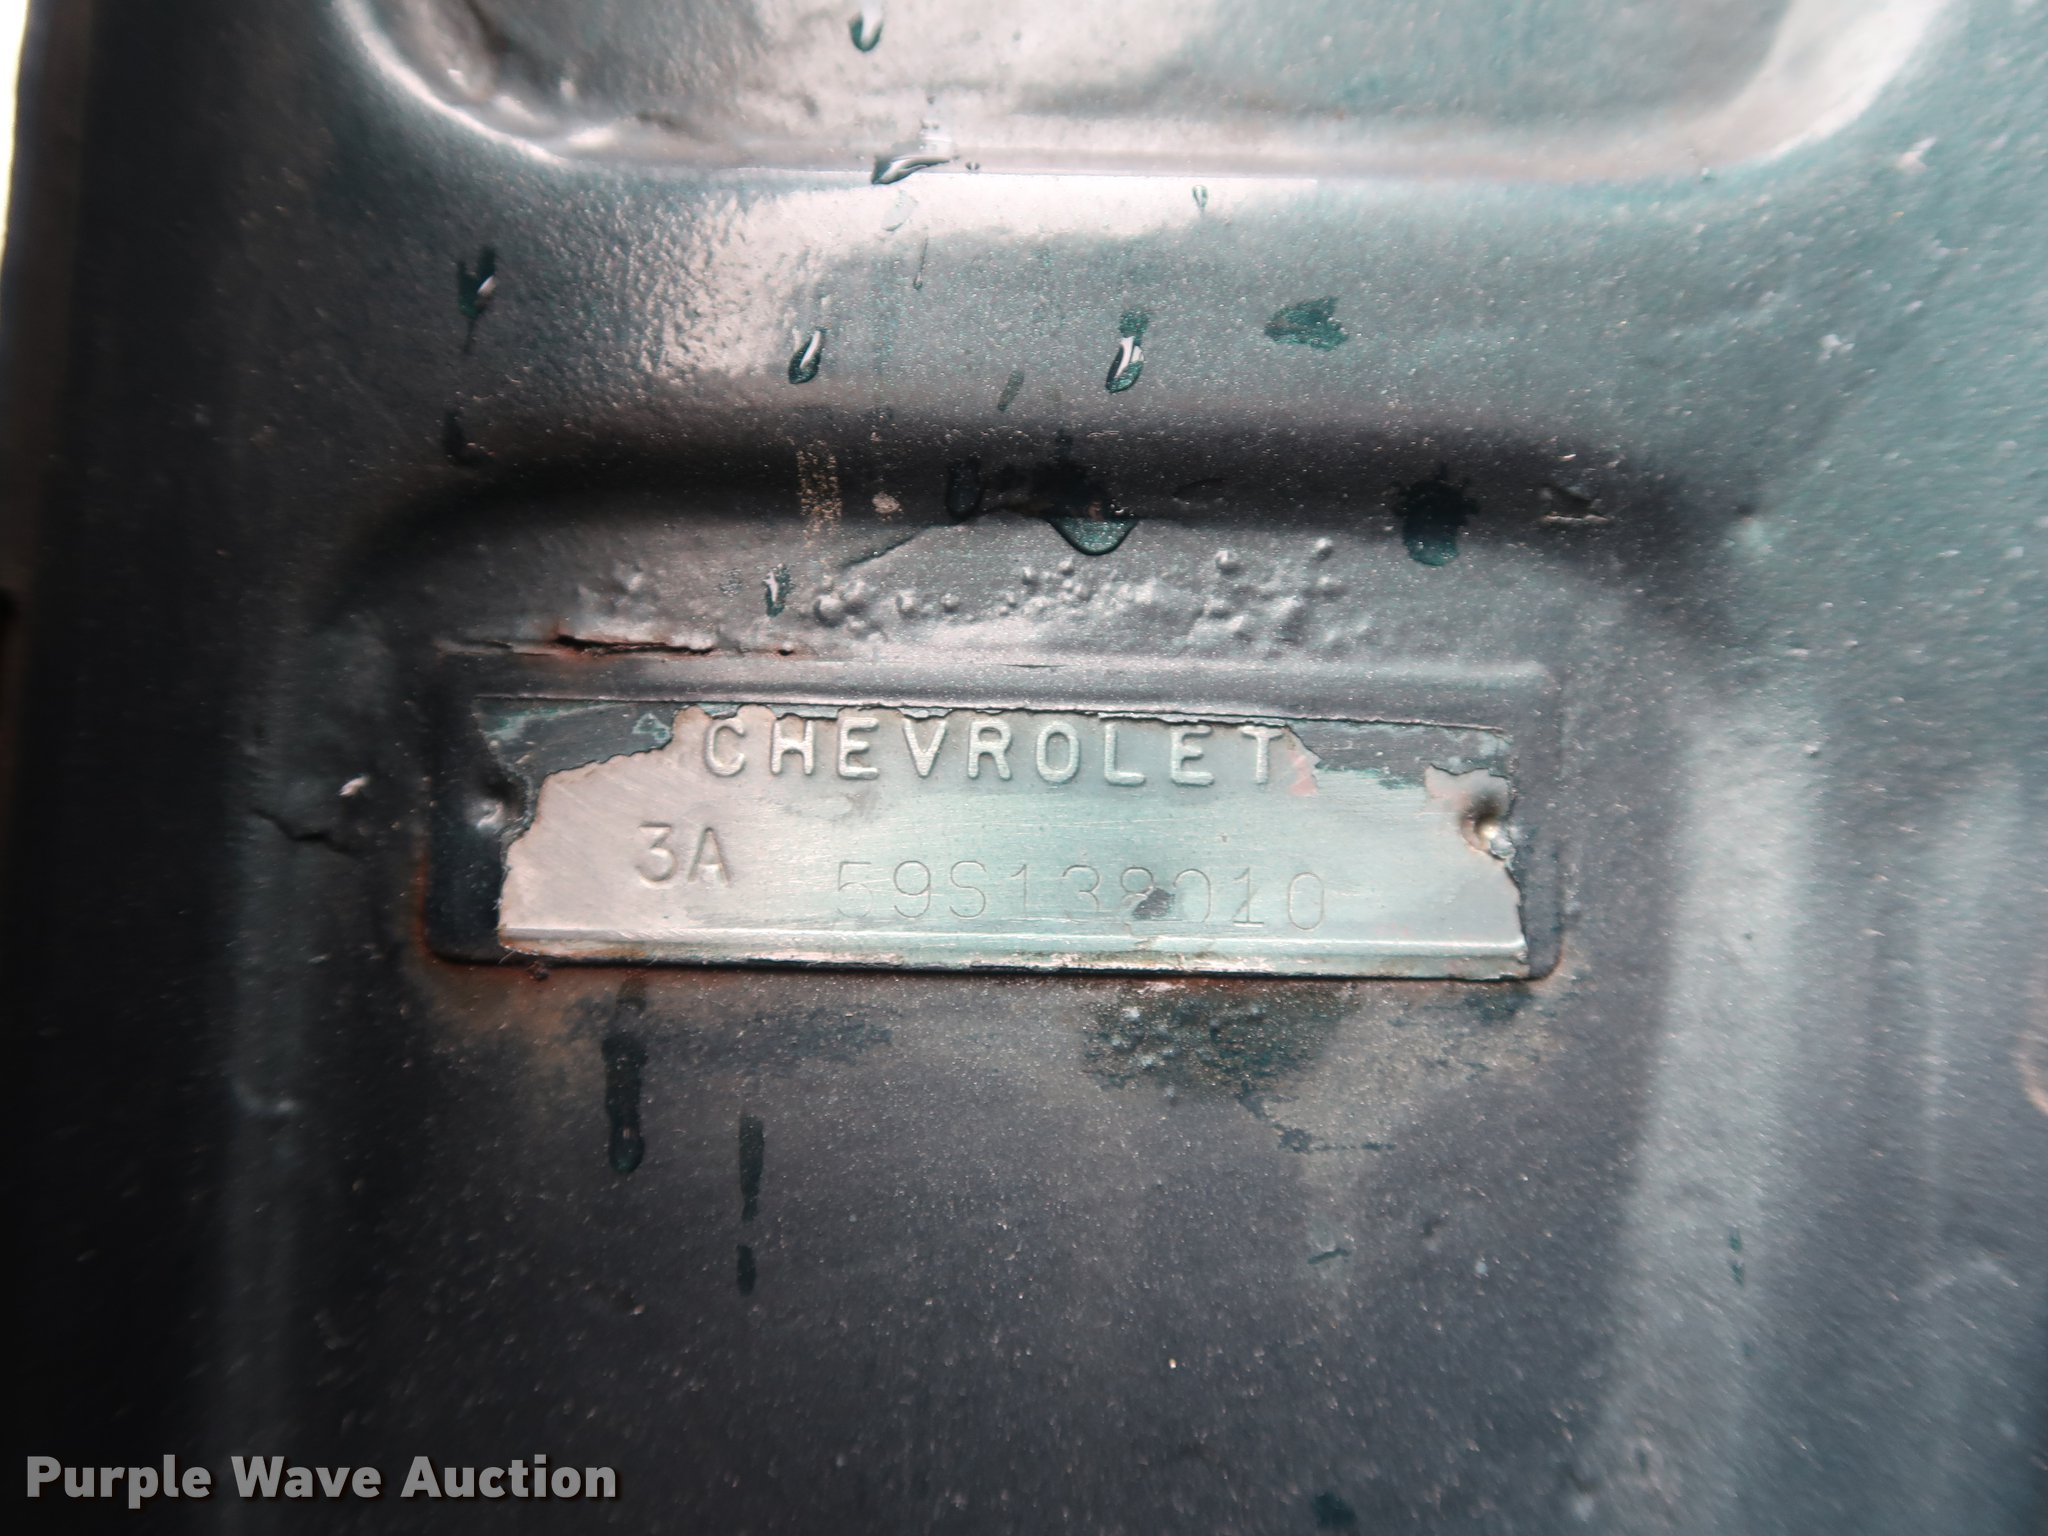 CHEVROLET
3A 59S138010
Purple Wave Auction